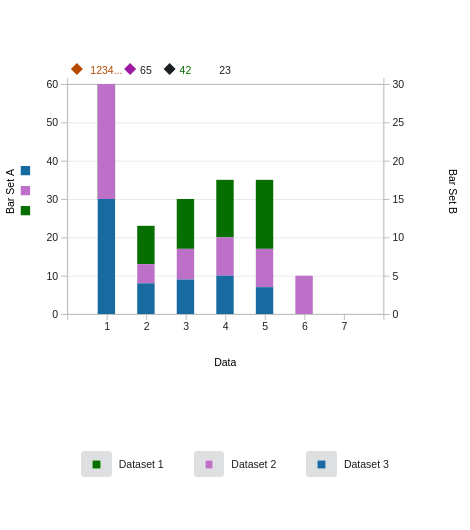 1234... 65 42 23
60 30
50 25
40 20
30 15
20 10
10 5
0 0
Bar Set A
Bar Set B
1 2 3 4 5 6 7
Data
Dataset 1 Dataset 2 Dataset 3